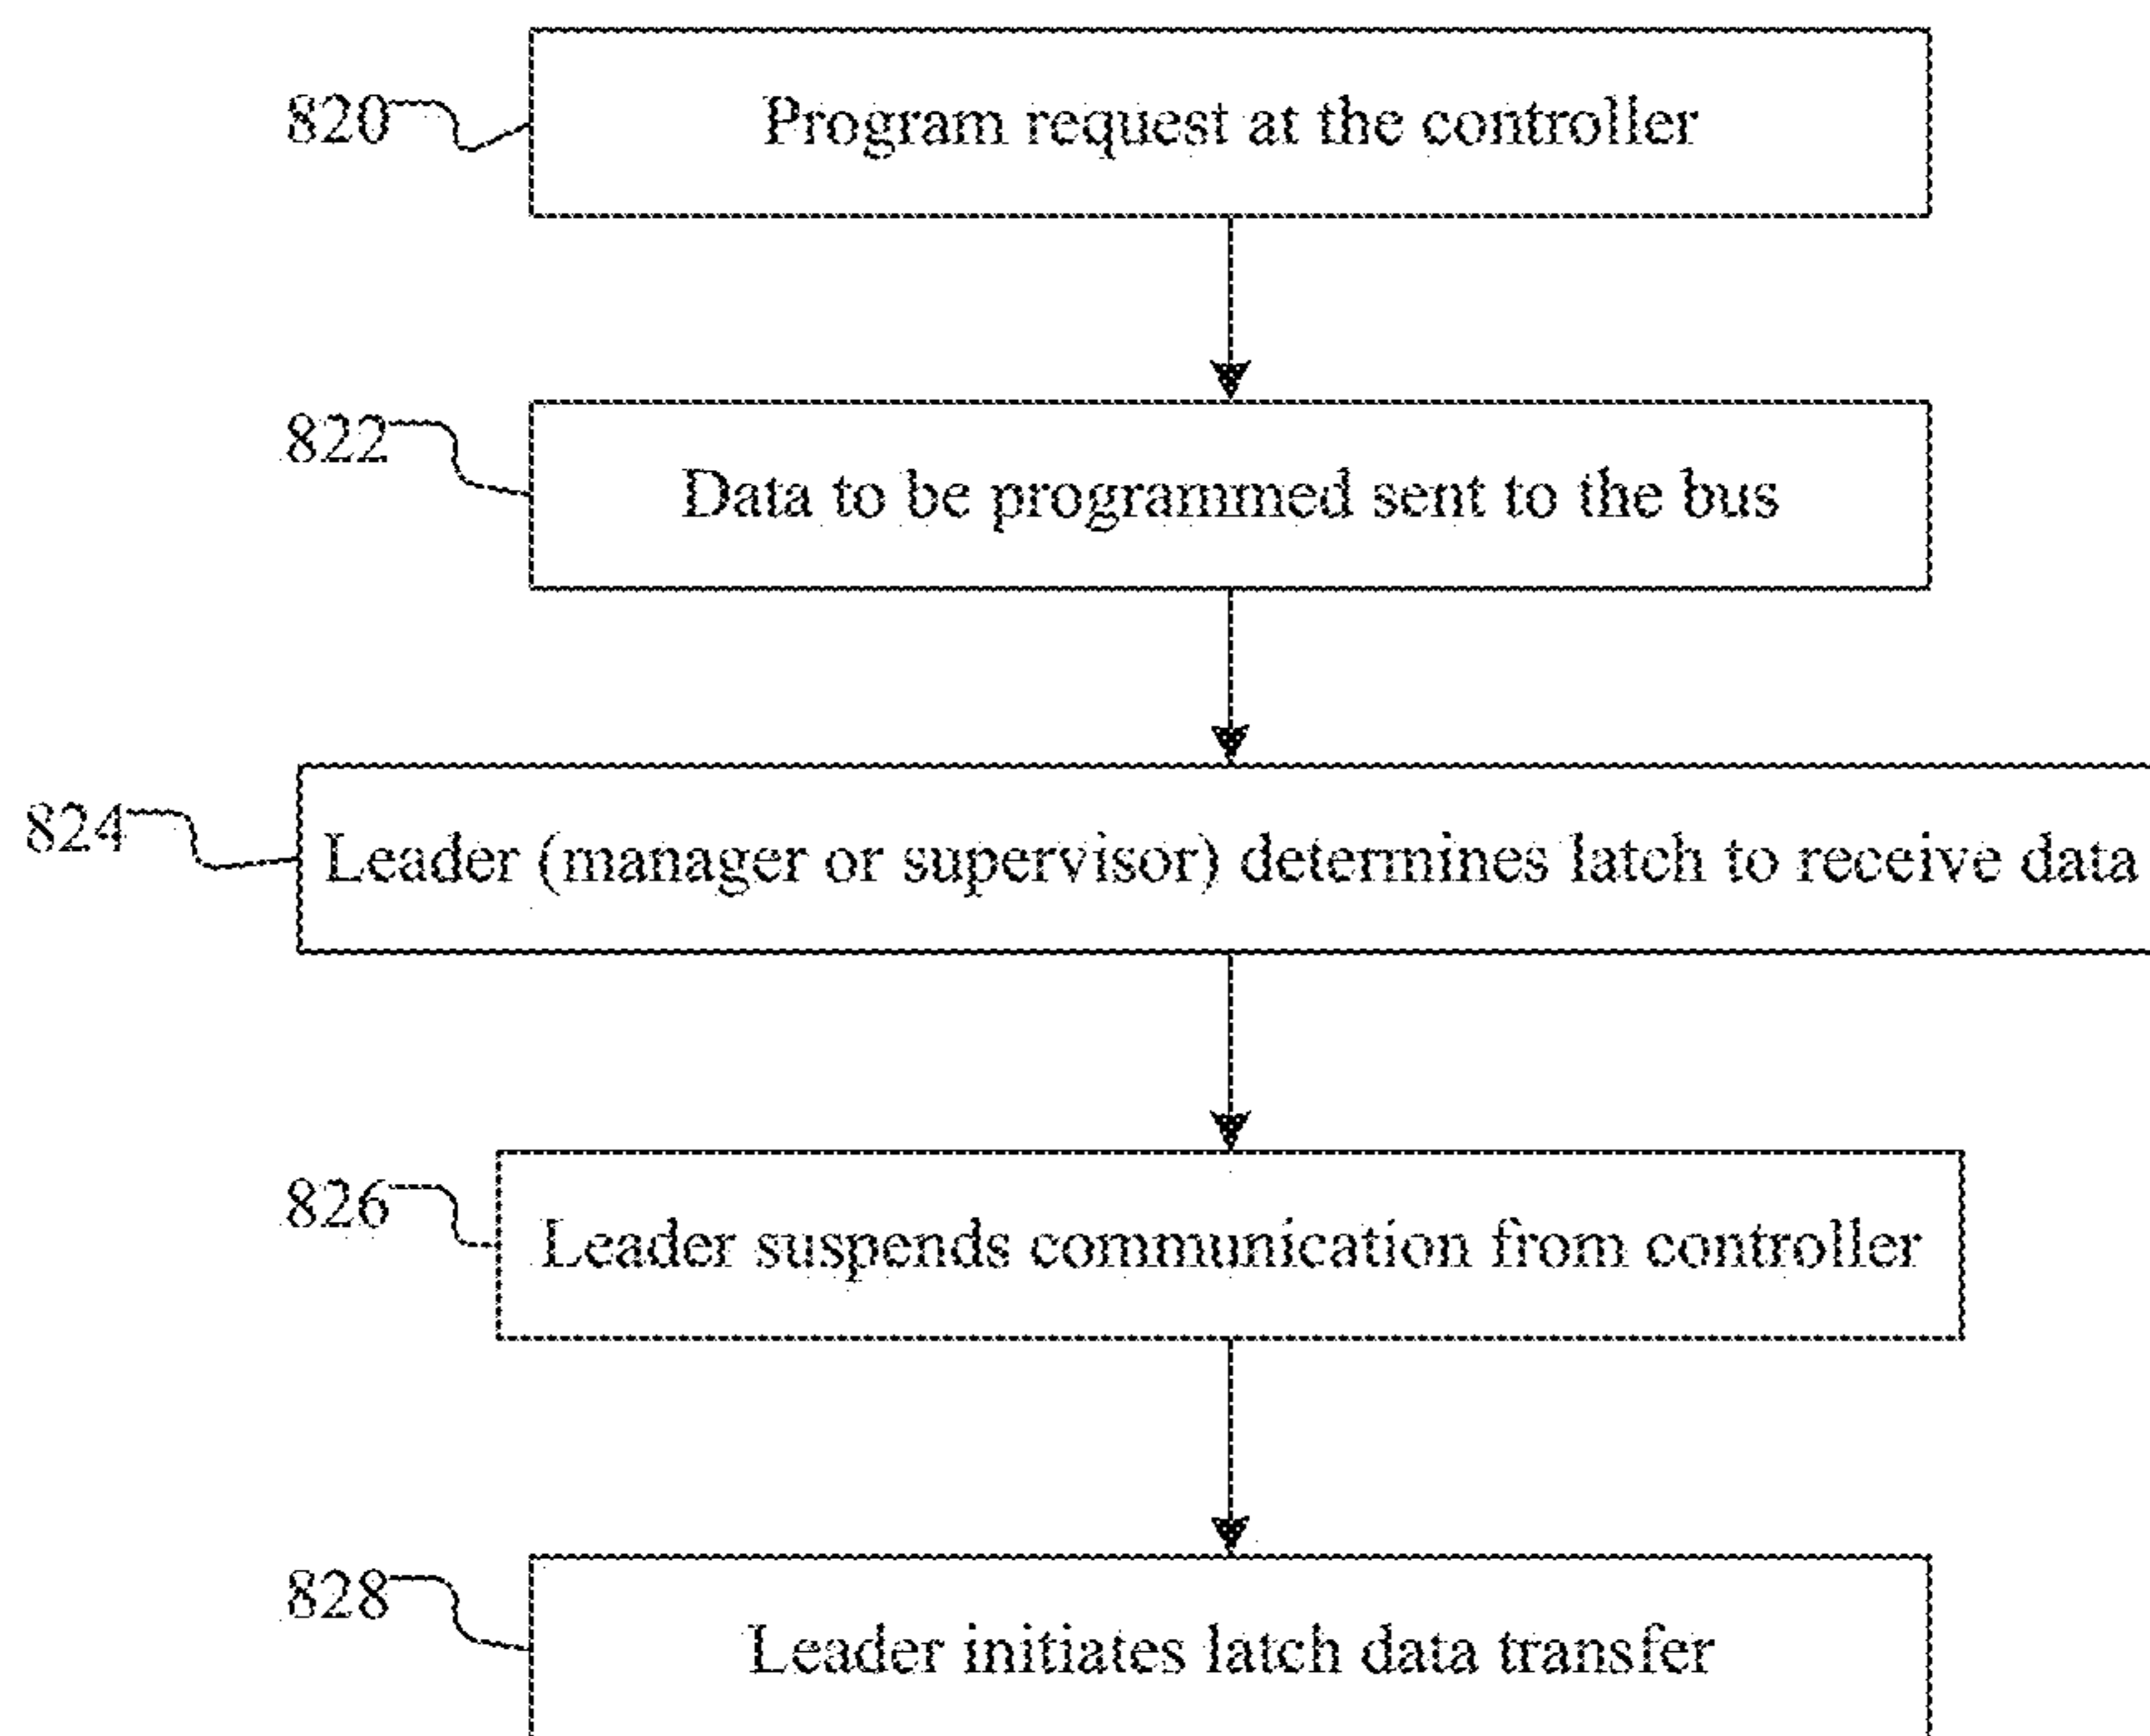 820
Program request at the controller
822
Data to be programmed sent to the bus
824
Leader (manager or supervisor) determines latch to receive data
826
Leader suspends communication from controller
828
Leader initiates latch data transfer